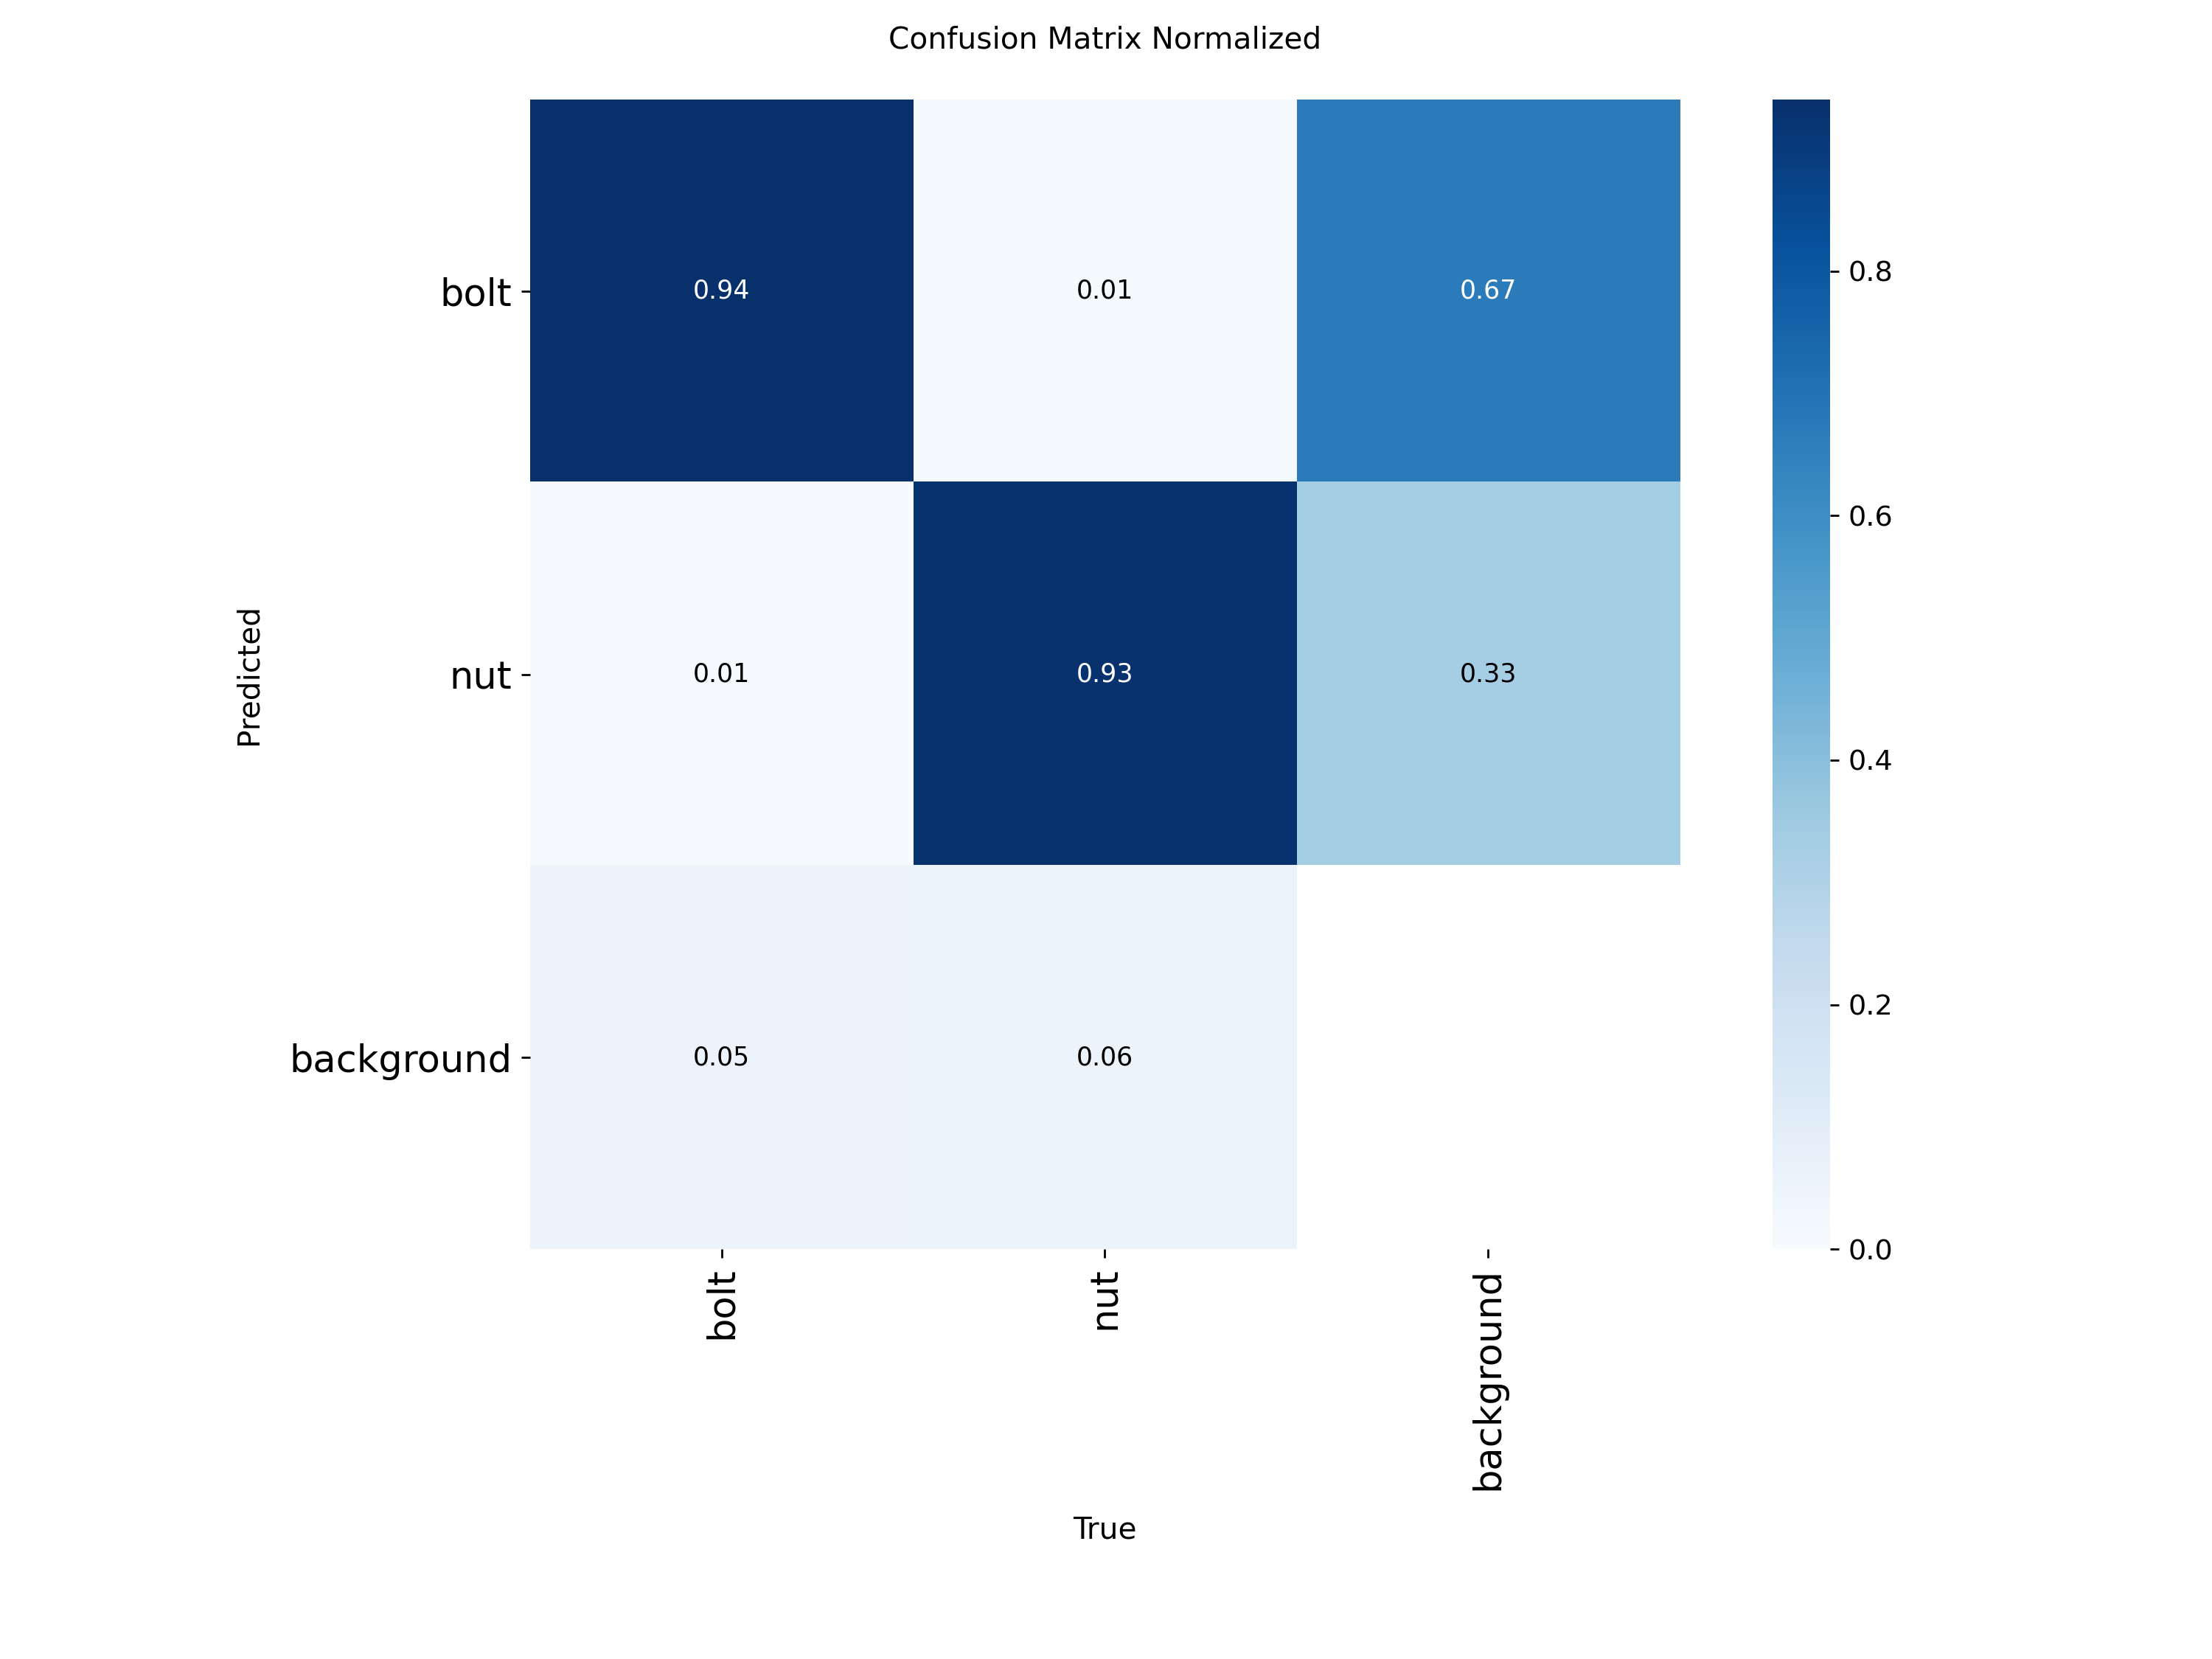 Confusion Matrix Normalized
bolt
0.94
0.01
0.67
0.8
0.6
nut
0.01
0.93
0.33
Predicted
0.4
0.2
background
0.05
0.06
0.0
bolt
nut
background
True